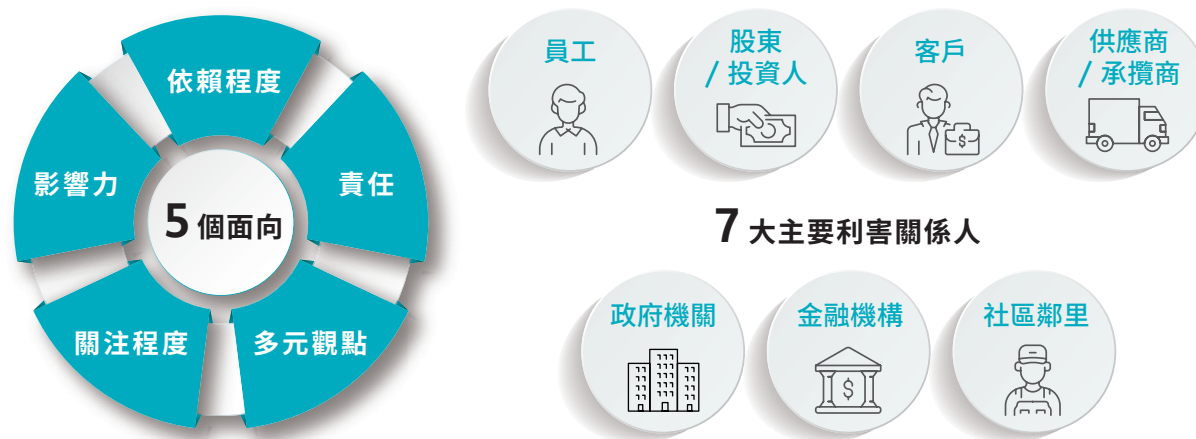 依賴程度
責任
多元觀點
關注程度
影響力
5 個面向
員工
股東
/ 投資人
客戶
供應商
/ 承攬商
7 大主要利害關係人
政府機關
金融機構
社區鄰里